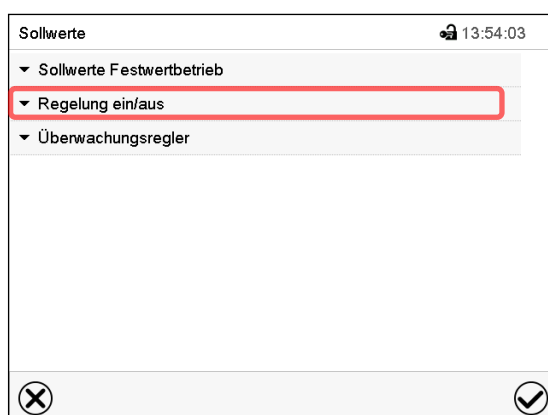 Sollwerte 13:54:03
Sollwerte Festwertbetrieb
Regelung ein/aus
Überwachungsregler